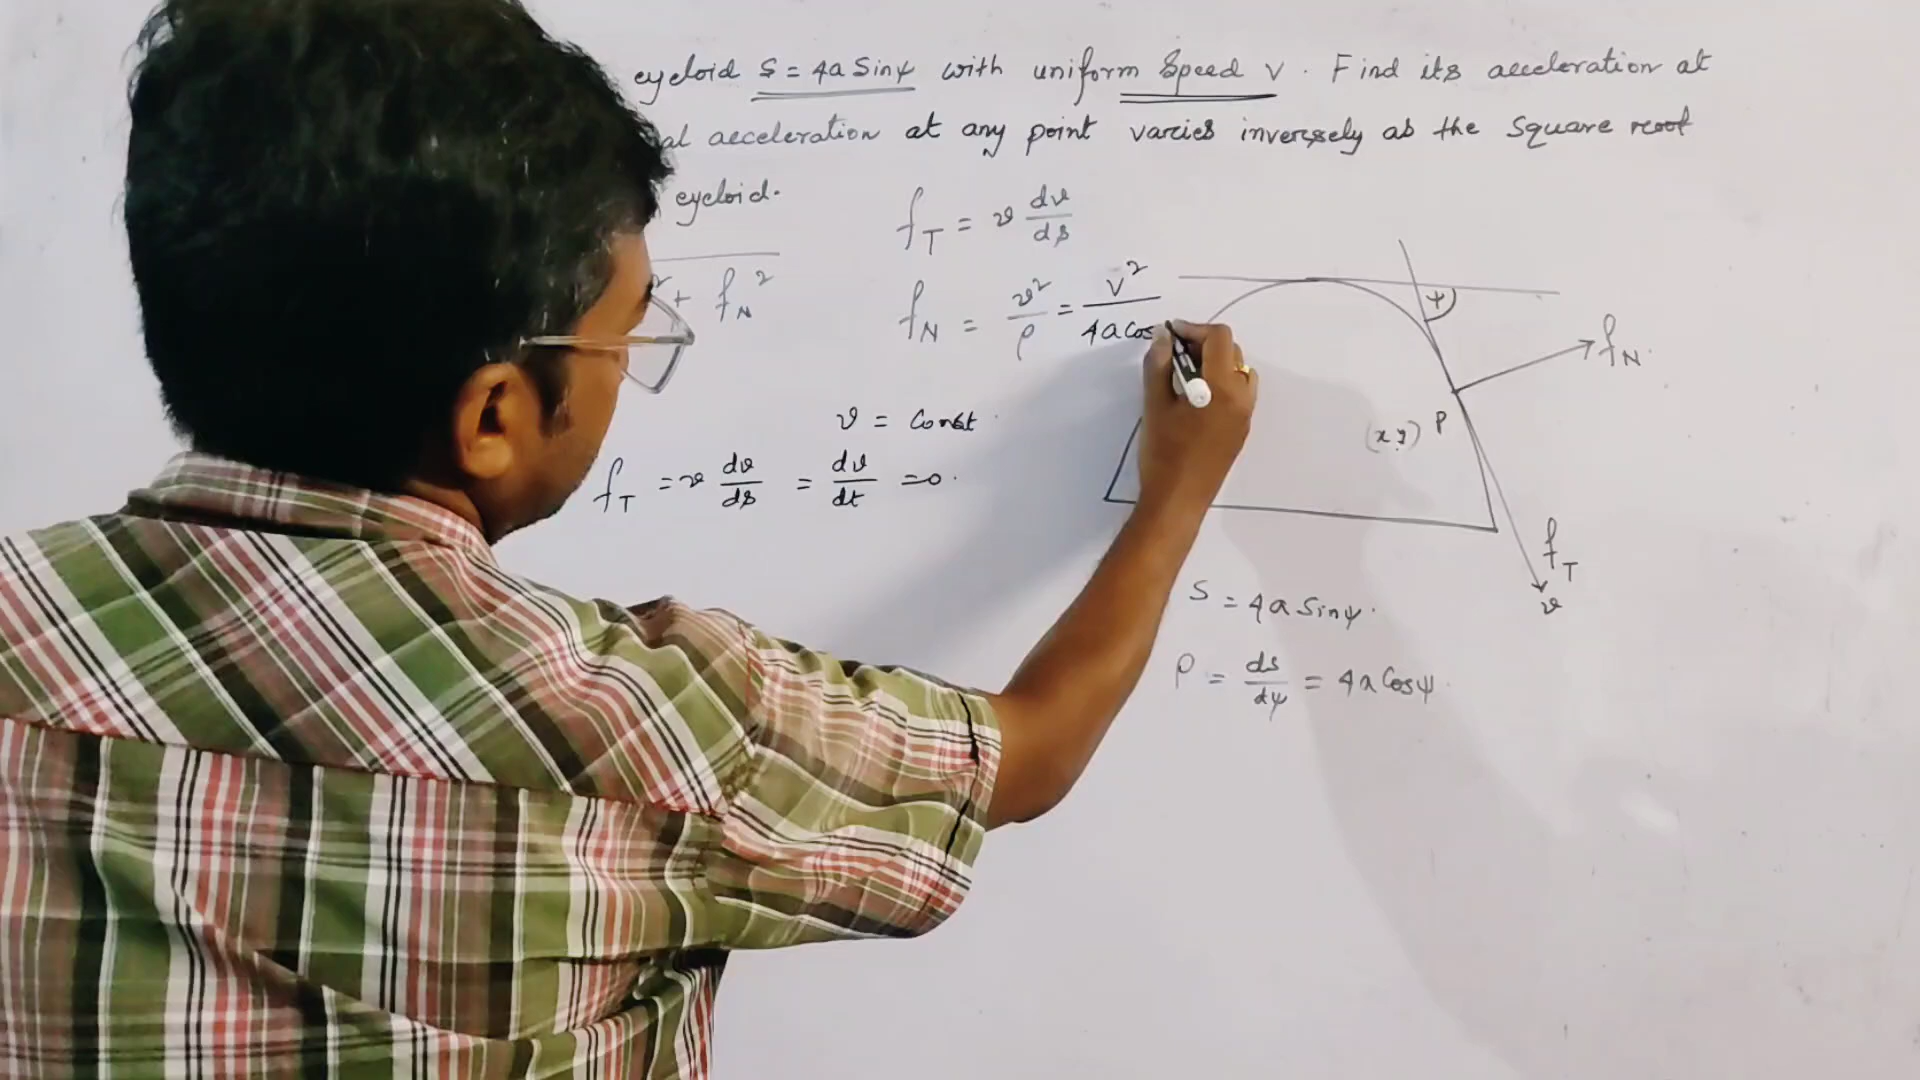 cycloid S = 4a Sinψ with uniform Speed V. Find its acceleration at
al acceleration at any point varies inversely as the Square root
cycloid.
f_T = v dv/ds
² + f_N²
f_N = v²/ρ = V²/4a Cos
v = Const
f_T = v dv/ds = dv/dt = 0.
ψ
f_N.
(x y) P
f_T
v
S = 4a Sinψ.
ρ = ds/dψ = 4a Cosψ.